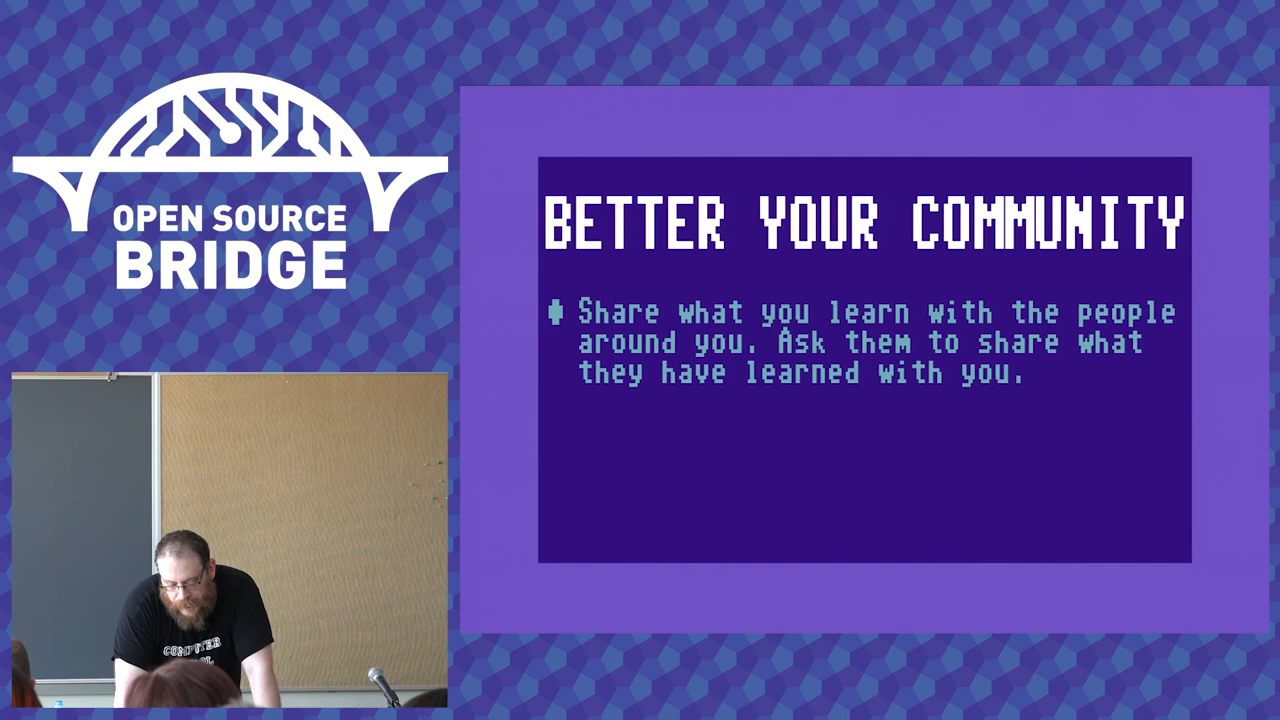 OPEN SOURCE
BRIDGE
BETTER YOUR COMMUNITY
Share what you learn with the people
around you. Ask them to share what
they have learned with you.
COMPUTER